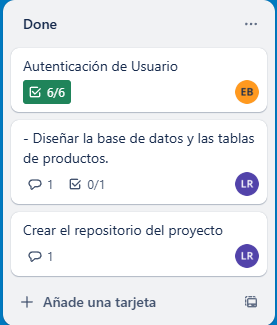 Done
Autenticación de Usuario
6/6
EB
- Diseñar la base de datos y las tablas
de productos.
1 0/1
LR
Crear el repositorio del proyecto
1
LR
Añade una tarjeta